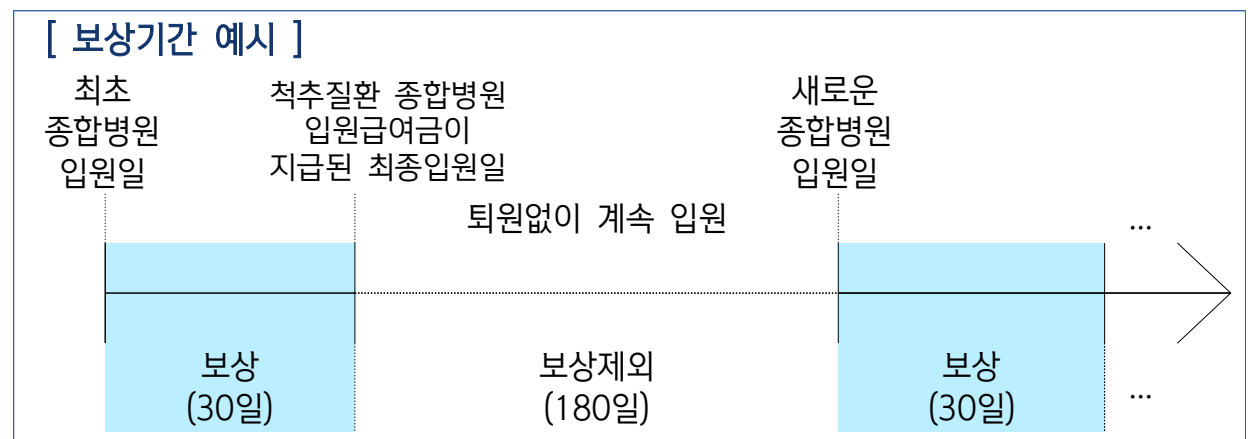 [ 보상기간 예시 ]
최초
종합병원
입원일
척추질환 종합병원
입원급여금이
지급된 최종입원일
새로운
종합병원
입원일
퇴원없이 계속 입원
...
보상
(30일)
보상제외
(180일)
보상
(30일)
...